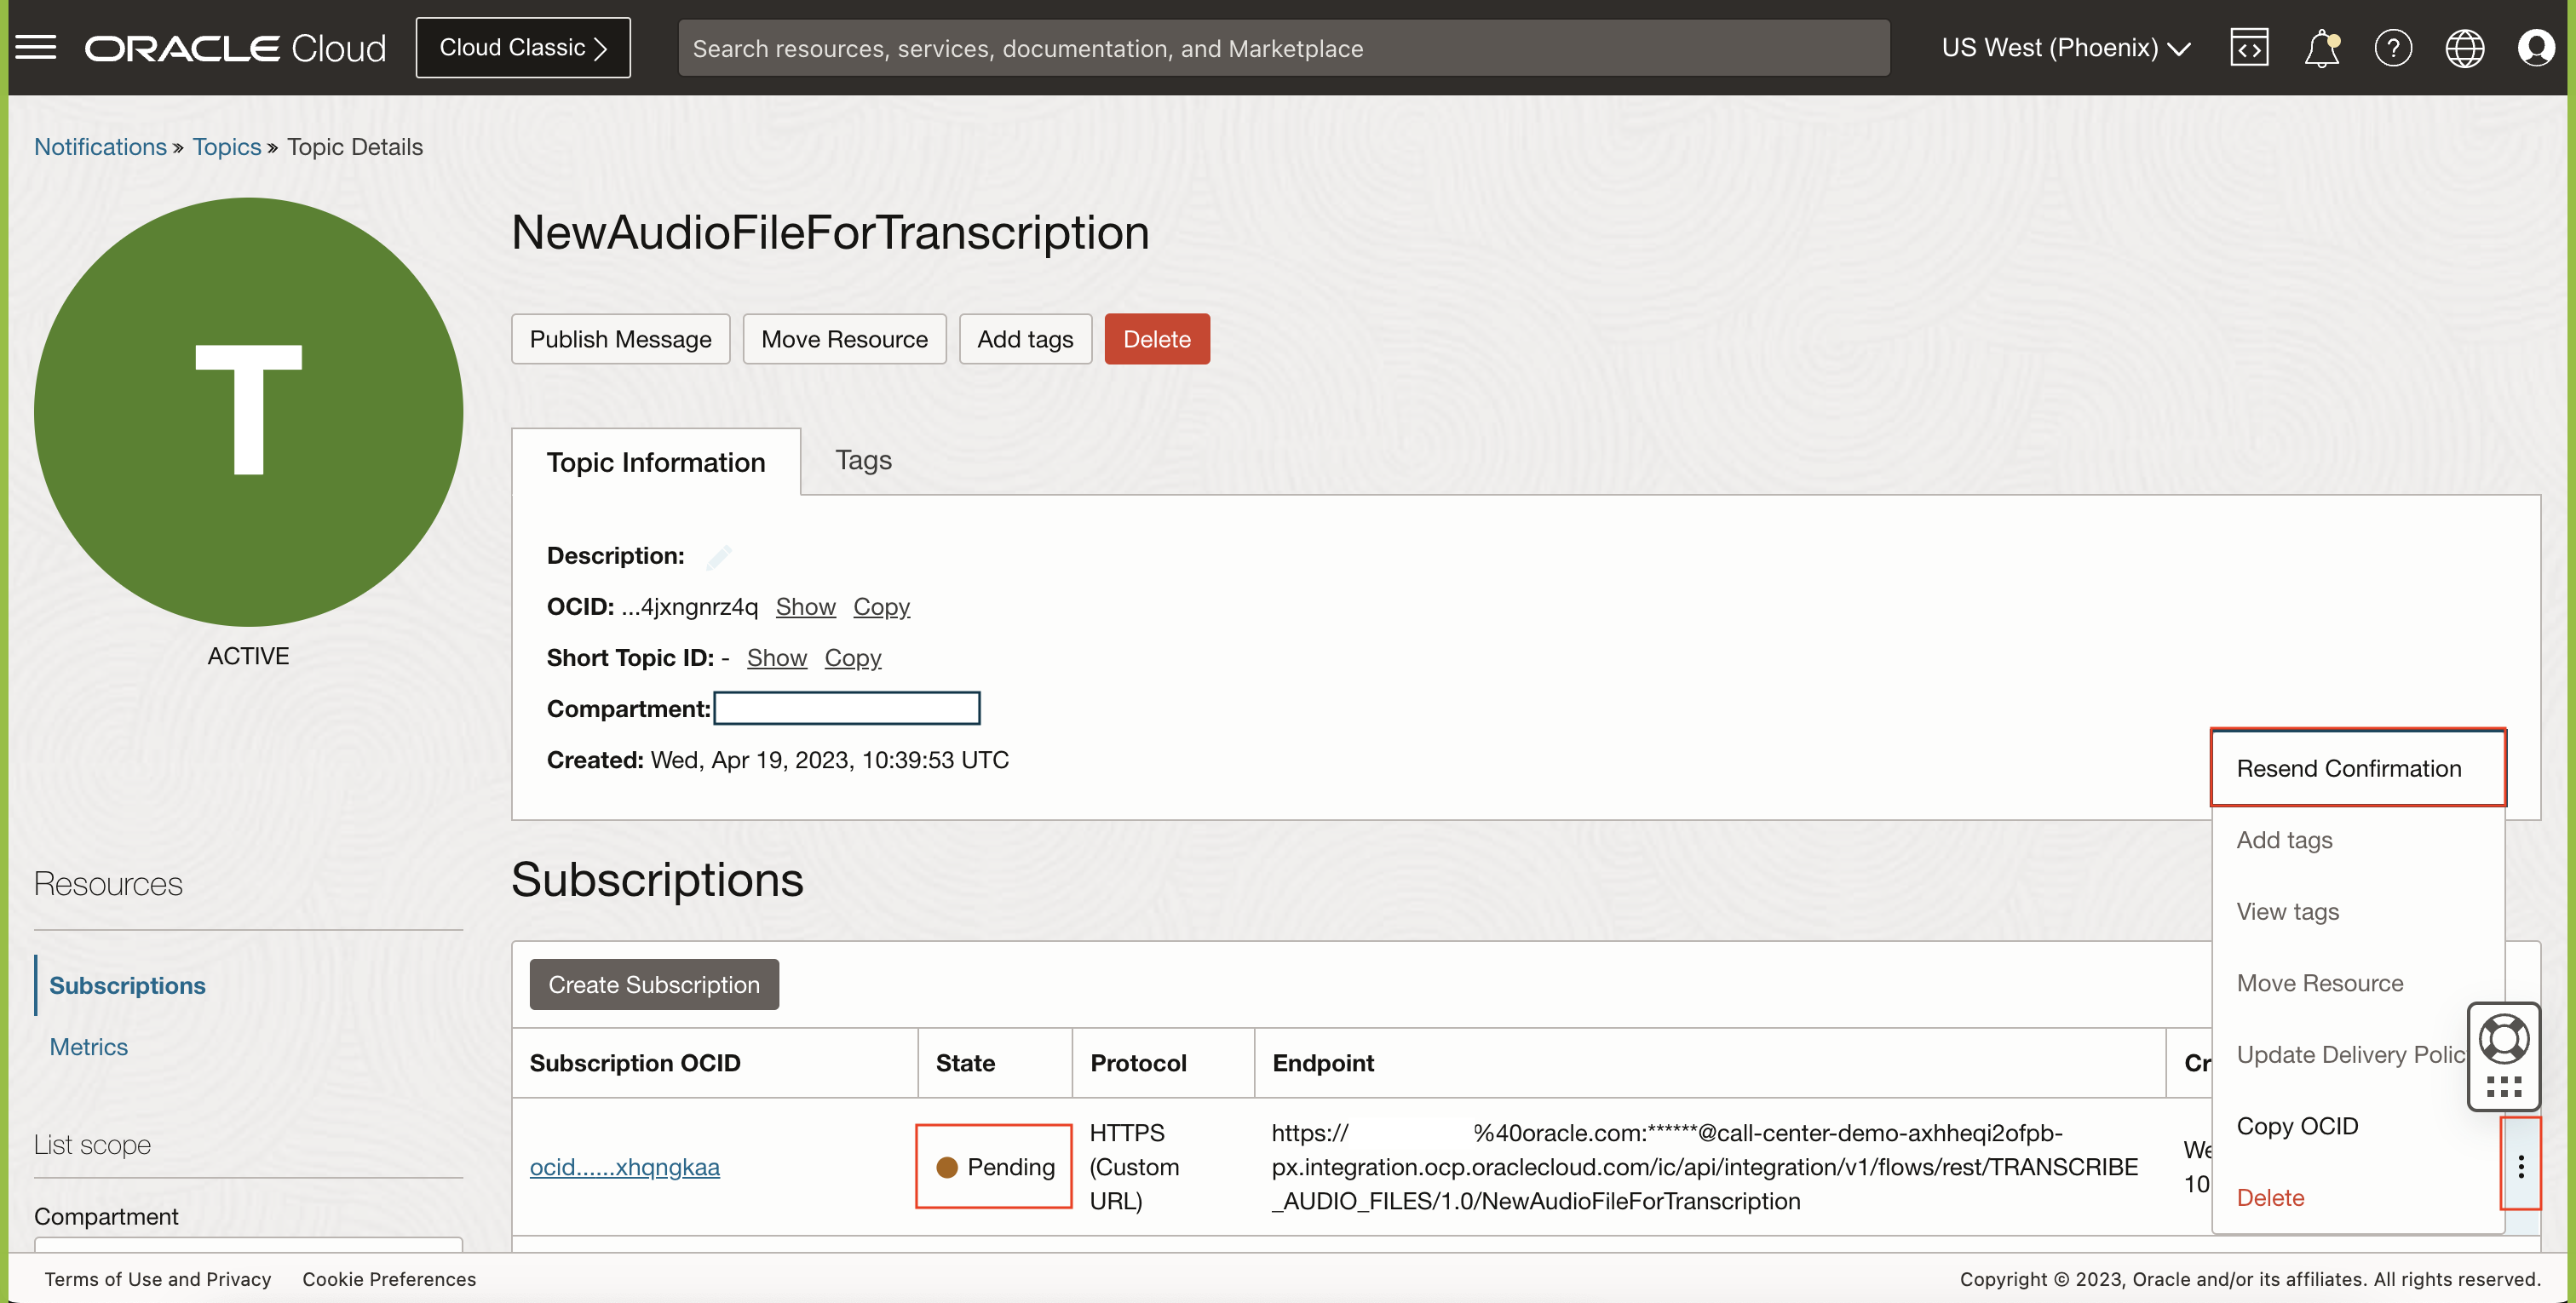 ORACLE Cloud
Cloud Classic
Search resources, services, documentation, and Marketplace
US West (Phoenix)
Notifications » Topics » Topic Details
T
ACTIVE
NewAudioFileForTranscription
Publish Message
Move Resource
Add tags
Delete
Topic Information
Tags
Description:
OCID: ...4jxngnrz4q Show Copy
Short Topic ID: - Show Copy
Compartment:
Created: Wed, Apr 19, 2023, 10:39:53 UTC
Resources
Subscriptions
Metrics
List scope
Compartment
Subscriptions
Create Subscription
Subscription OCID State Protocol Endpoint Cr
ocid......xhqngkaa
Pending
HTTPS
(Custom
URL)
https:// %40oracle.com:******@call-center-demo-axhheqi2ofpb-
px.integration.ocp.oraclecloud.com/ic/api/integration/v1/flows/rest/TRANSCRIBE
_AUDIO_FILES/1.0/NewAudioFileForTranscription
We
10
Resend Confirmation
Add tags
View tags
Move Resource
Update Delivery Polic
Copy OCID
Delete
Terms of Use and Privacy Cookie Preferences
Copyright © 2023, Oracle and/or its affiliates. All rights reserved.